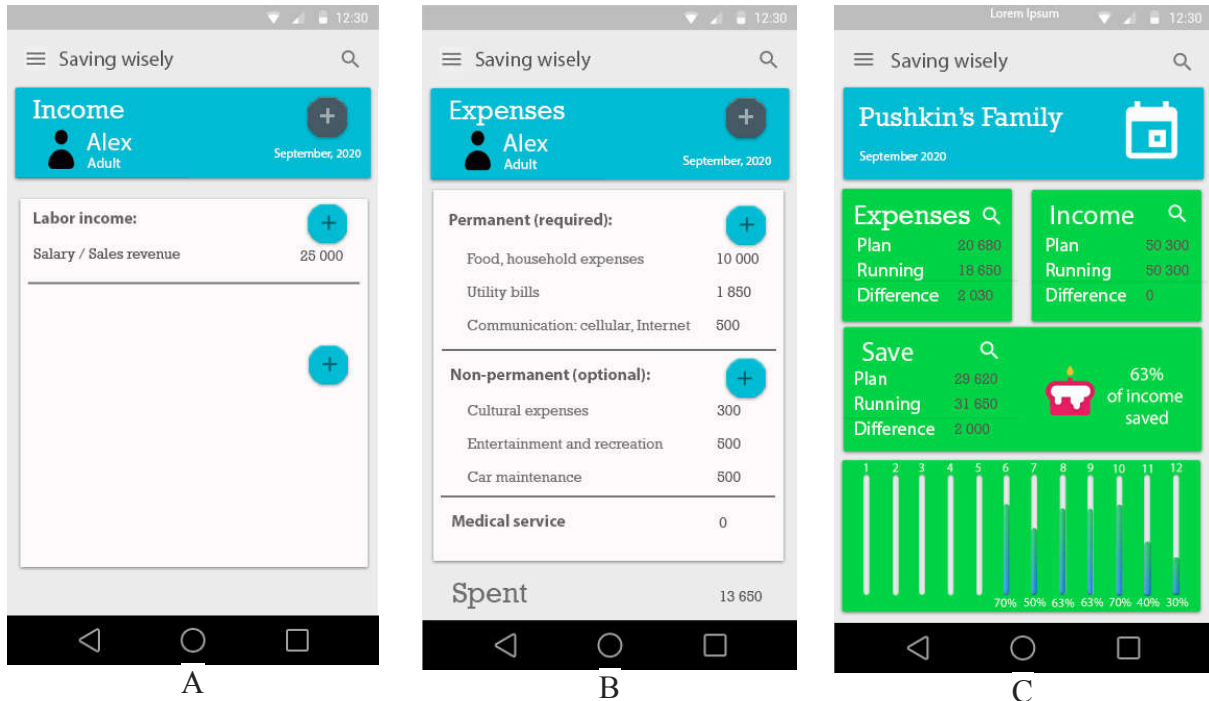 12:30
Saving wisely
Income
Alex
Adult
September, 2020
Labor income:
Salary / Sales revenue 25 000
A
12:30
Saving wisely
Expenses
Alex
Adult
September, 2020
Permanent (required):
Food, household expenses 10 000
Utility bills 1 850
Communication: cellular, Internet 500
Non-permanent (optional):
Cultural expenses 300
Entertainment and recreation 500
Car maintenance 500
Medical service 0
Spent 13 650
B
Lorem Ipsum 12:30
Saving wisely
Pushkin's Family
September 2020
Expenses
Plan 20 680
Running 18 650
Difference 2 030
Income
Plan 50 300
Running 50 300
Difference 0
Save
Plan 29 620
Running 31 650
Difference 2 000
63%
of income
saved
1 2 3 4 5 6 7 8 9 10 11 12
70% 50% 63% 63% 70% 40% 30%
C